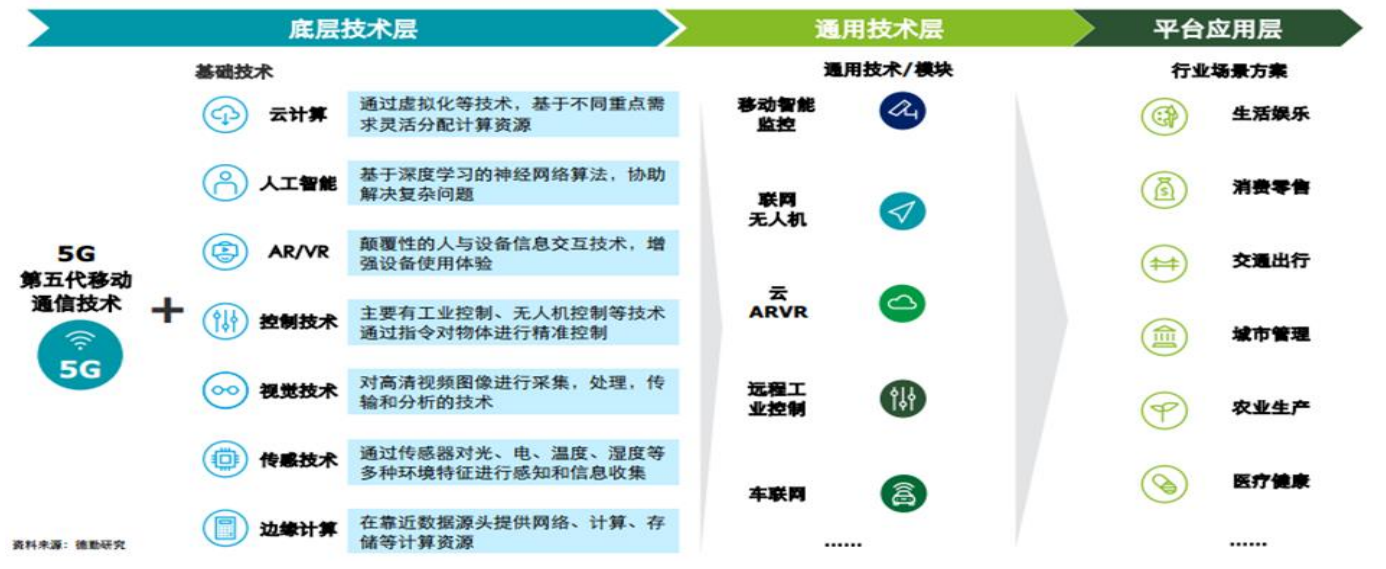 底层技术层
通用技术层
平台应用层
基础技术
通用技术/模块
行业场景方案
5G
第五代移动
通信技术
5G
+
云计算
通过虚拟化等技术，基于不同重点需
求灵活分配计算资源
人工智能
基于深度学习的神经网络算法，协助
解决复杂问题
AR/VR
颠覆性的人与设备信息交互技术，增
强设备使用体验
控制技术
主要有工业控制、无人机控制等技术
通过指令对物体进行精准控制
视觉技术
对高清视频图像进行采集，处理，传
输和分析的技术
传感技术
通过传感器对光、电、温度、湿度等
多种环境特征进行感知和信息收集
边缘计算
在靠近数据源头提供网络、计算、存
储等计算资源
移动智能
监控
联网
无人机
云
ARVR
远程工
业控制
车联网
......
生活娱乐
消费零售
$
交通出行
城市管理
农业生产
医疗健康
......
资料来源：德勤研究